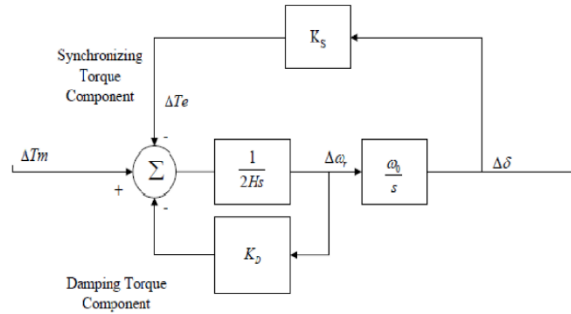 K_S
Synchronizing
Torque
Component
ΔTe
-
ΔTm
+
Σ
1
2Hs
Δω_r
ω_0
s
Δδ
-
K_D
Damping Torque
Component